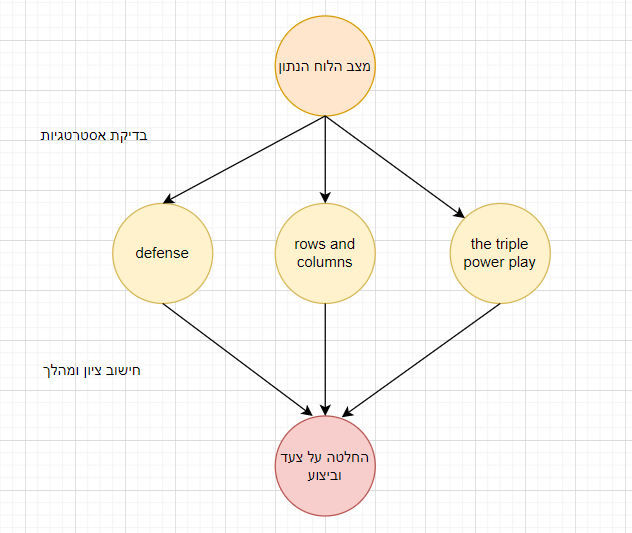 מצב הלוח הנתון
בדיקת אסטרטגיות
defense
rows and
columns
the triple
power play
חישוב ציון ומהלך
החלטה על צעד
וביצוע